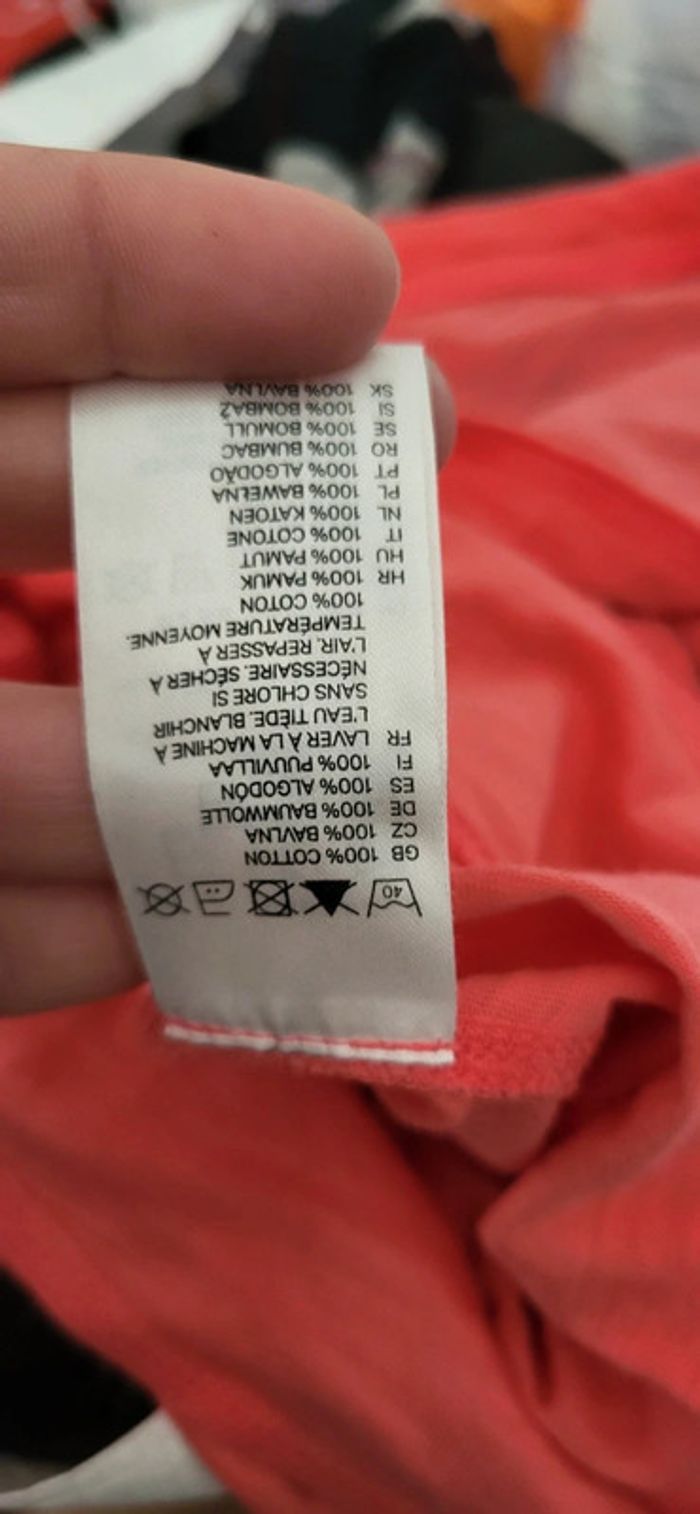 40
GB 100% COTTON
CZ 100% BAVLNA
DE 100% BAUMWOLLE
ES 100% ALGODÓN
FI 100% PUUVILLAA
FR LAVER À LA MACHINE À
L'EAU TIÈDE. BLANCHIR
SANS CHLORE SI
NÉCESSAIRE. SÉCHER À
L'AIR. REPASSER À
TEMPÉRATURE MOYENNE.
100% COTON
HR 100% PAMUK
HU 100% PAMUT
IT 100% COTONE
NL 100% KATOEN
PL 100% BAWEŁNA
PT 100% ALGODÃO
RO 100% BUMBAC
SE 100% BOMULL
SI 100% BOMBAŽ
SK 100% BAVLNA